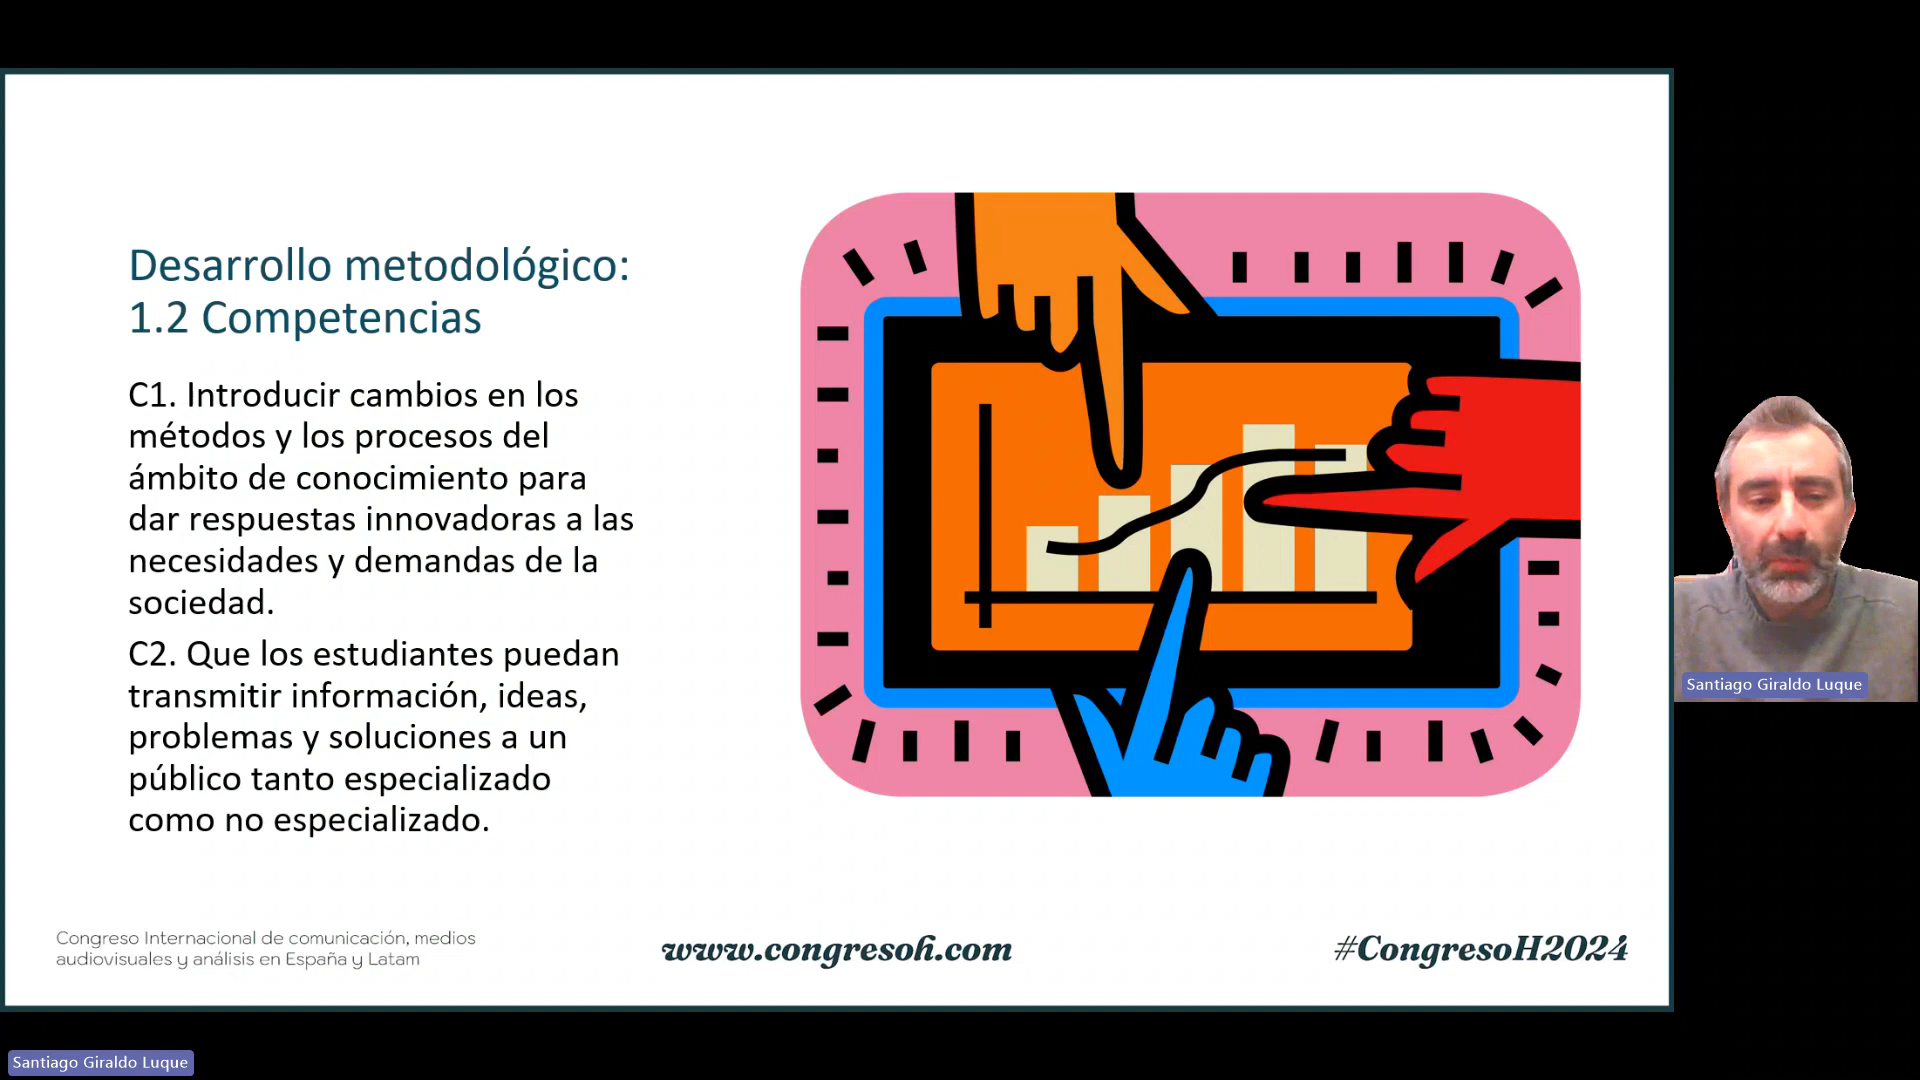 Desarrollo metodológico:
1.2 Competencias
C1. Introducir cambios en los
métodos y los procesos del
ámbito de conocimiento para
dar respuestas innovadoras a las
necesidades y demandas de la
sociedad.
C2. Que los estudiantes puedan
transmitir información, ideas,
problemas y soluciones a un
público tanto especializado
como no especializado.
Congreso Internacional de comunicación, medios
audiovisuales y análisis en España y Latam
www.congresoh.com
#CongresoH2024
Santiago Giraldo Luque
Santiago Giraldo Luque